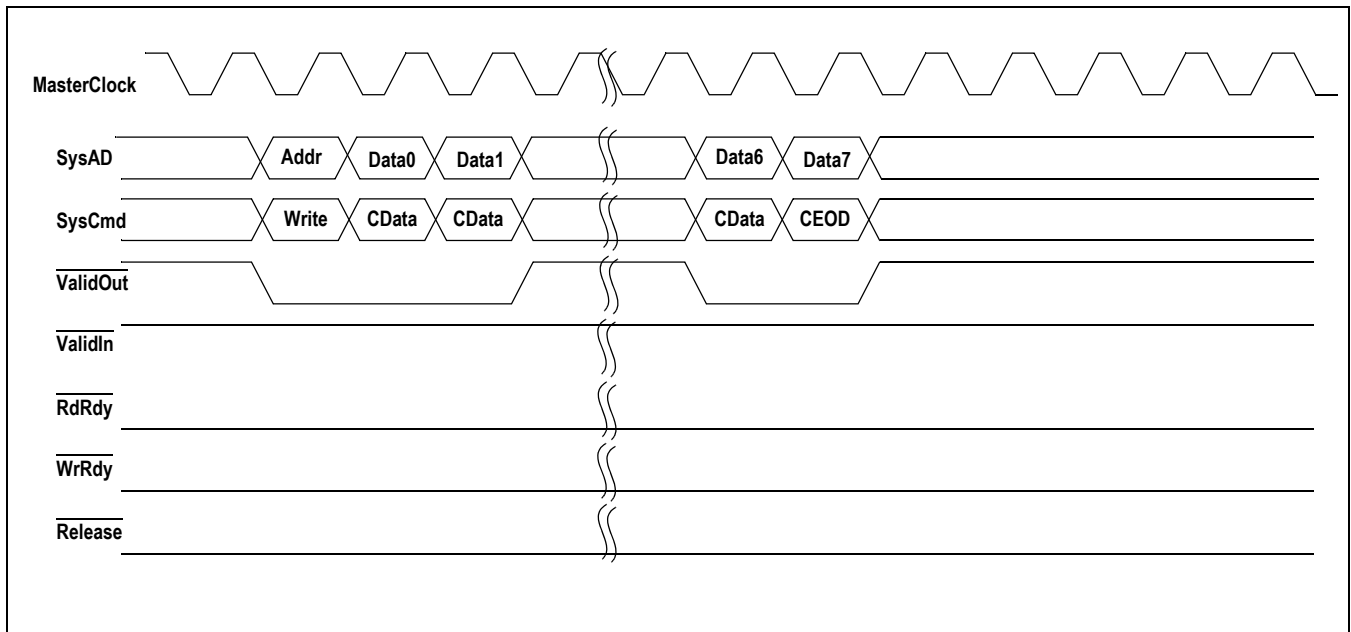 MasterClock
SysAD Addr Data0 Data1 Data6 Data7
SysCmd Write CData CData CData CEOD
ValidOut
ValidIn
RdRdy
WrRdy
Release